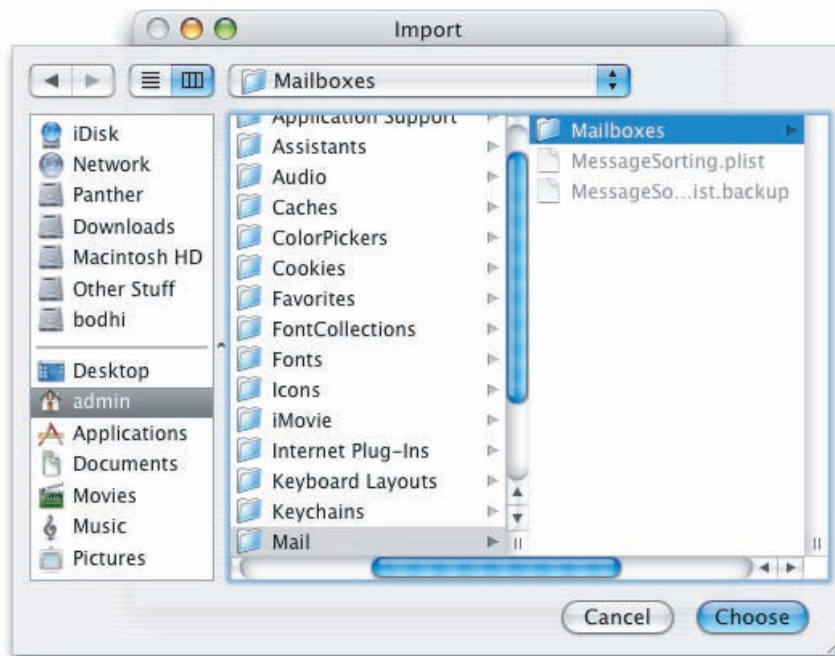 Import
Mailboxes
iDisk
Network
Panther
Downloads
Macintosh HD
Other Stuff
bodhi
Desktop
admin
Applications
Documents
Movies
Music
Pictures
Application Support
Assistants
Audio
Caches
ColorPickers
Cookies
Favorites
FontCollections
Fonts
Icons
iMovie
Internet Plug-Ins
Keyboard Layouts
Keychains
Mail
Mailboxes
MessageSorting.plist
MessageSo...ist.backup
Cancel
Choose